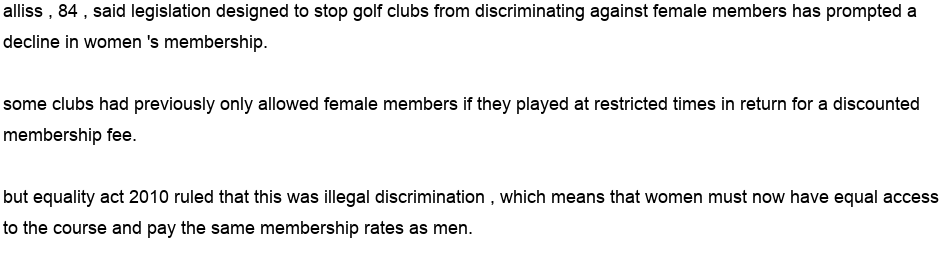 alliss , 84 , said legislation designed to stop golf clubs from discriminating against female members has prompted a
decline in women 's membership.
some clubs had previously only allowed female members if they played at restricted times in return for a discounted
membership fee.
but equality act 2010 ruled that this was illegal discrimination , which means that women must now have equal access
to the course and pay the same membership rates as men.